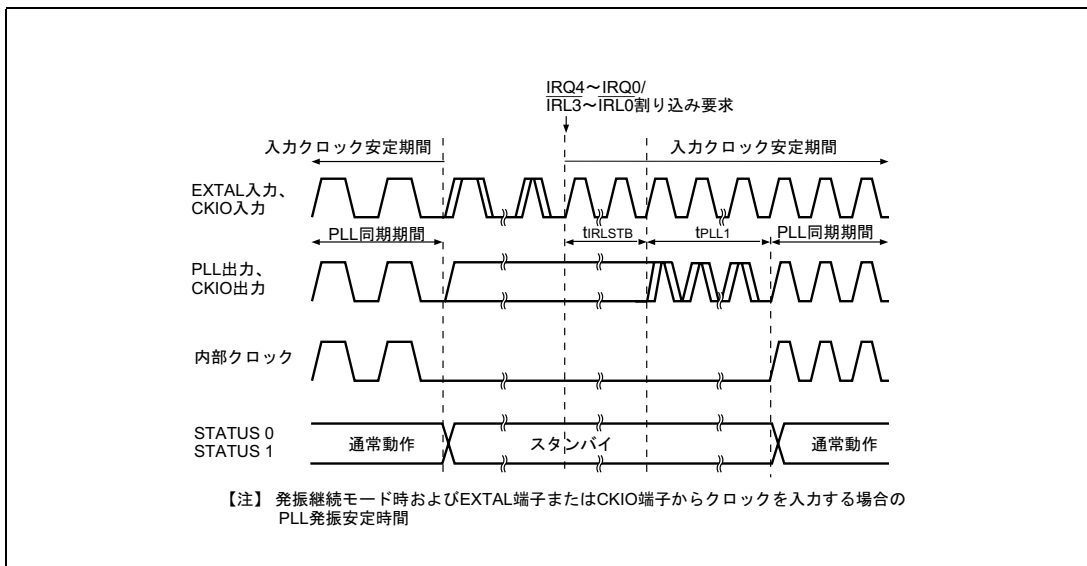 IRQ4～IRQ0/
IRL3～IRL0割り込み要求
入力クロック安定期間
入力クロック安定期間
EXTAL入力、
CKIO入力
PLL同期期間
tIRLSTB
tPLL1
PLL同期期間
PLL出力、
CKIO出力
内部クロック
STATUS 0
STATUS 1
通常動作
スタンバイ
通常動作
【注】 発振継続モード時およびEXTAL端子またはCKIO端子からクロックを入力する場合の
PLL発振安定時間